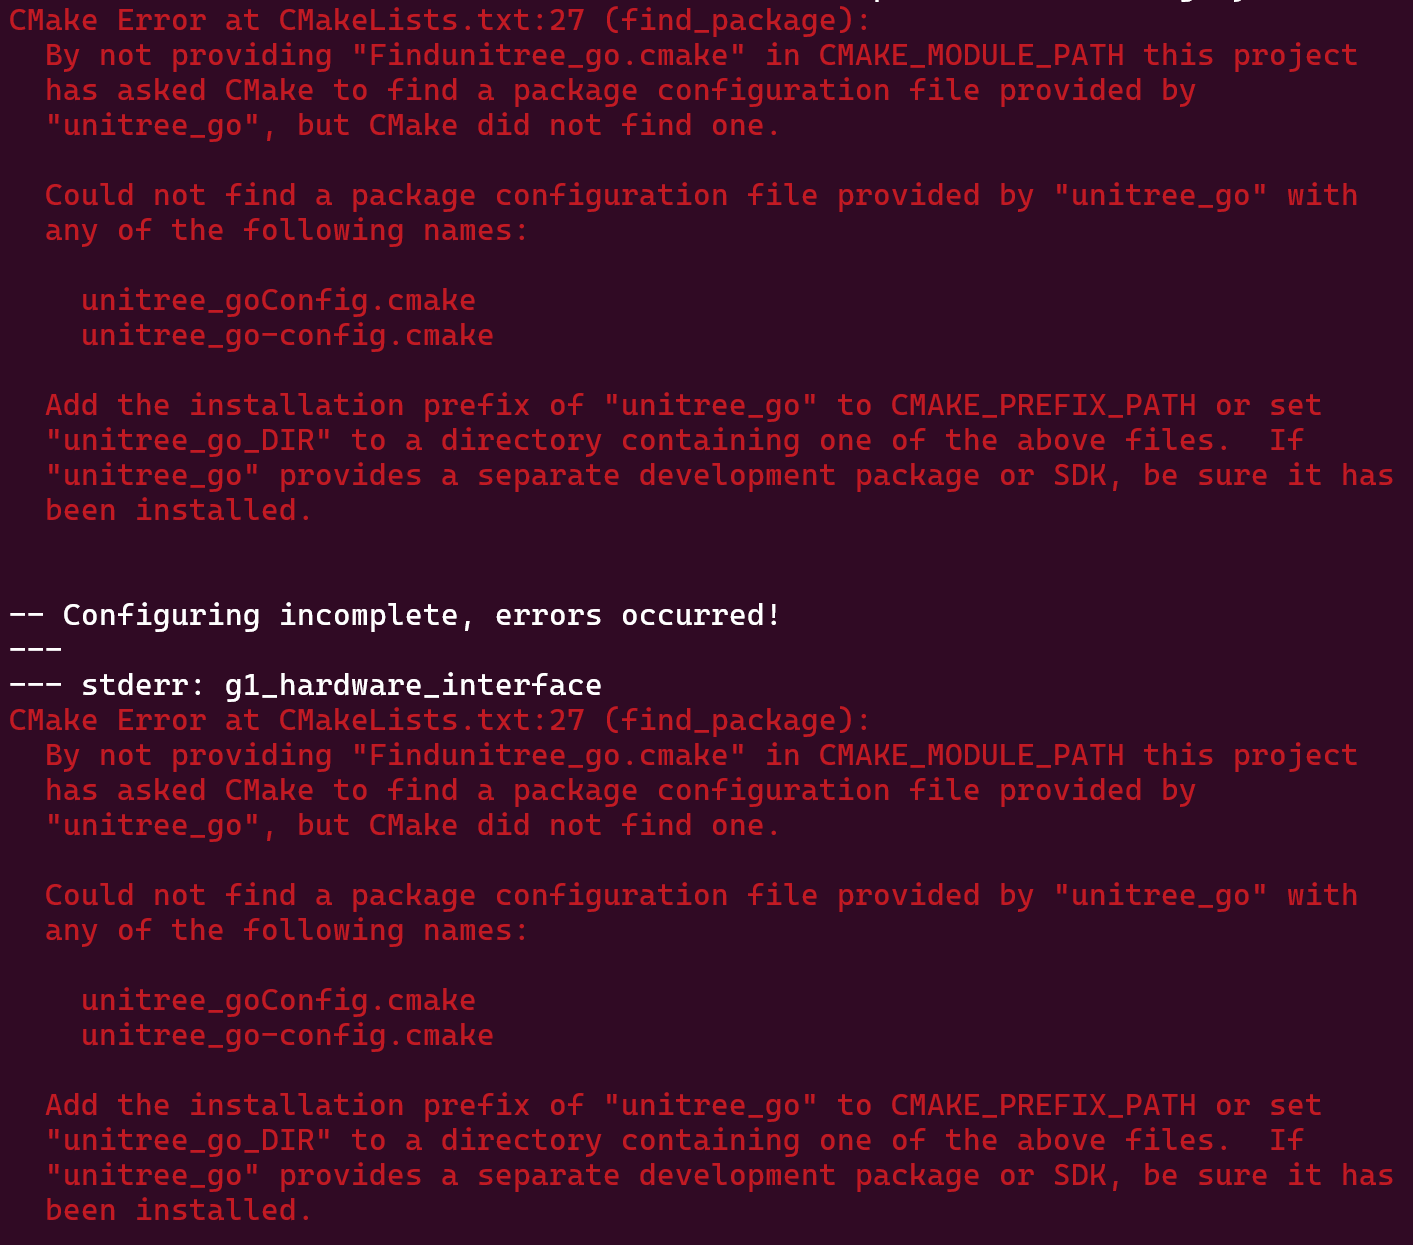 CMake Error at CMakeLists.txt:27 (find_package):
  By not providing "Findunitree_go.cmake" in CMAKE_MODULE_PATH this project
  has asked CMake to find a package configuration file provided by
  "unitree_go", but CMake did not find one.

  Could not find a package configuration file provided by "unitree_go" with
  any of the following names:

    unitree_goConfig.cmake
    unitree_go-config.cmake

  Add the installation prefix of "unitree_go" to CMAKE_PREFIX_PATH or set
  "unitree_go_DIR" to a directory containing one of the above files.  If
  "unitree_go" provides a separate development package or SDK, be sure it has
  been installed.


-- Configuring incomplete, errors occurred!
---
--- stderr: g1_hardware_interface
CMake Error at CMakeLists.txt:27 (find_package):
  By not providing "Findunitree_go.cmake" in CMAKE_MODULE_PATH this project
  has asked CMake to find a package configuration file provided by
  "unitree_go", but CMake did not find one.

  Could not find a package configuration file provided by "unitree_go" with
  any of the following names:

    unitree_goConfig.cmake
    unitree_go-config.cmake

  Add the installation prefix of "unitree_go" to CMAKE_PREFIX_PATH or set
  "unitree_go_DIR" to a directory containing one of the above files.  If
  "unitree_go" provides a separate development package or SDK, be sure it has
  been installed.